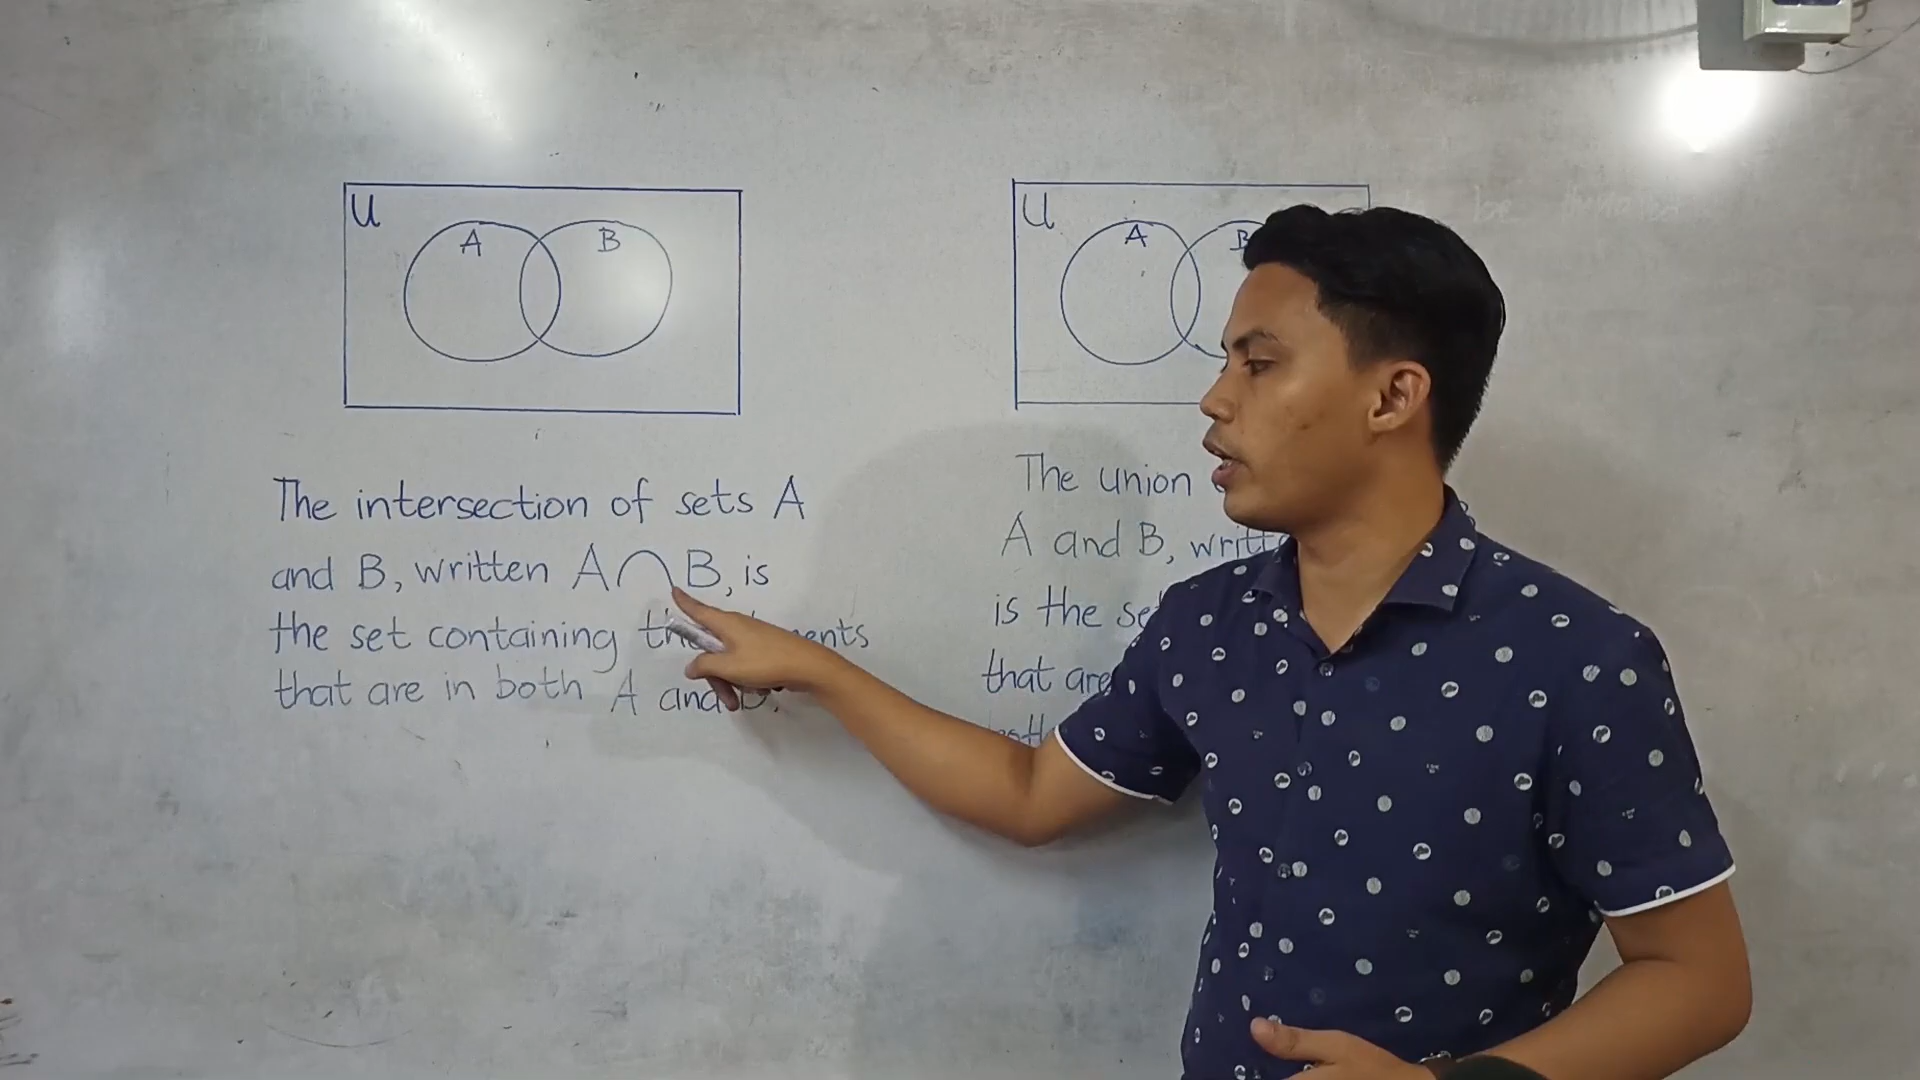 U
A
B
The intersection of sets A
and B, written A∩B, is
the set containing
that are in both A and
U
A
B
The union
A and B,
is the
that are